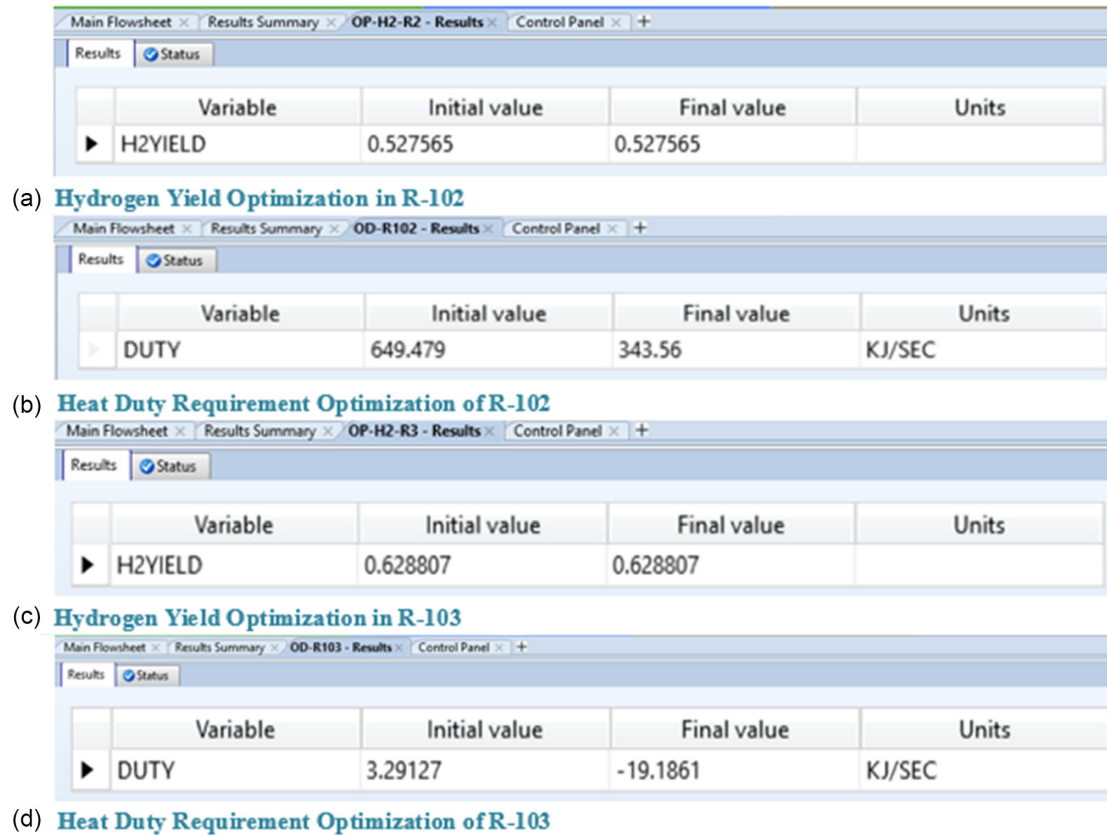 Main Flowsheet × Results Summary × OP-H2-R2 - Results × Control Panel × +
Results Status
Variable Initial value Final value Units
H2YIELD 0.527565 0.527565
(a) Hydrogen Yield Optimization in R-102
Main Flowsheet × Results Summary × OD-R102 - Results × Control Panel × +
Results Status
Variable Initial value Final value Units
DUTY 649.479 343.56 KJ/SEC
(b) Heat Duty Requirement Optimization of R-102
Main Flowsheet × Results Summary × OP-H2-R3 - Results × Control Panel × +
Results Status
Variable Initial value Final value Units
H2YIELD 0.628807 0.628807
(c) Hydrogen Yield Optimization in R-103
Main Flowsheet × Results Summary × OD-R103 - Results × Control Panel × +
Results Status
Variable Initial value Final value Units
DUTY 3.29127 -19.1861 KJ/SEC
(d) Heat Duty Requirement Optimization of R-103